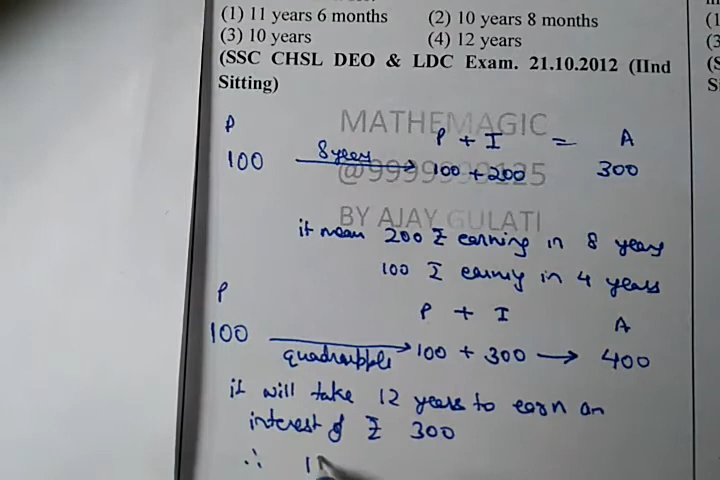 (1) 11 years 6 months (2) 10 years 8 months
(3) 10 years (4) 12 years
(SSC CHSL DEO & LDC Exam. 21.10.2012 (IInd
Sitting)
MATHEMAGIC
P P + I = A
100 8 years 100 + 200 300
BY AJAY GULATI
it mean 200 ₹ earning in 8 years
100 ₹ earning in 4 years
P P + I A
100 quadrupple 100 + 300 → 400
it will take 12 years to earn an
interest of ₹ 300
∴